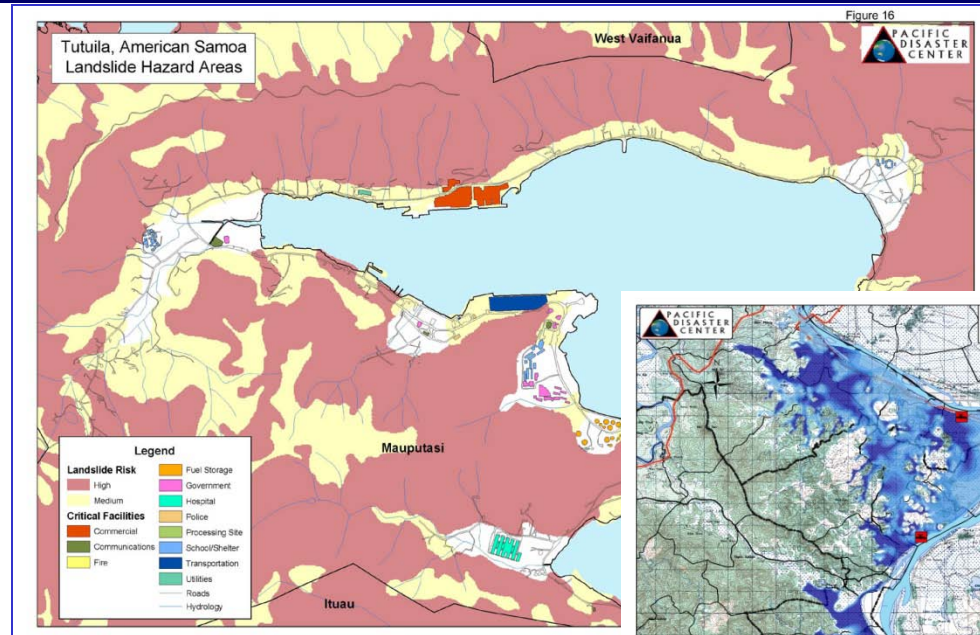 Figure 16
Tutuila, American Samoa
Landslide Hazard Areas
West Vaifanua
PACIFIC
DISASTER
CENTER
Mauputasi
Ituau
Legend
Landslide Risk
High
Medium
Critical Facilities
Commercial
Communications
Fire
Fuel Storage
Government
Hospital
Police
Processing Site
School/Shelter
Transportation
Utilities
Roads
Hydrology
PACIFIC
DISASTER
CENTER